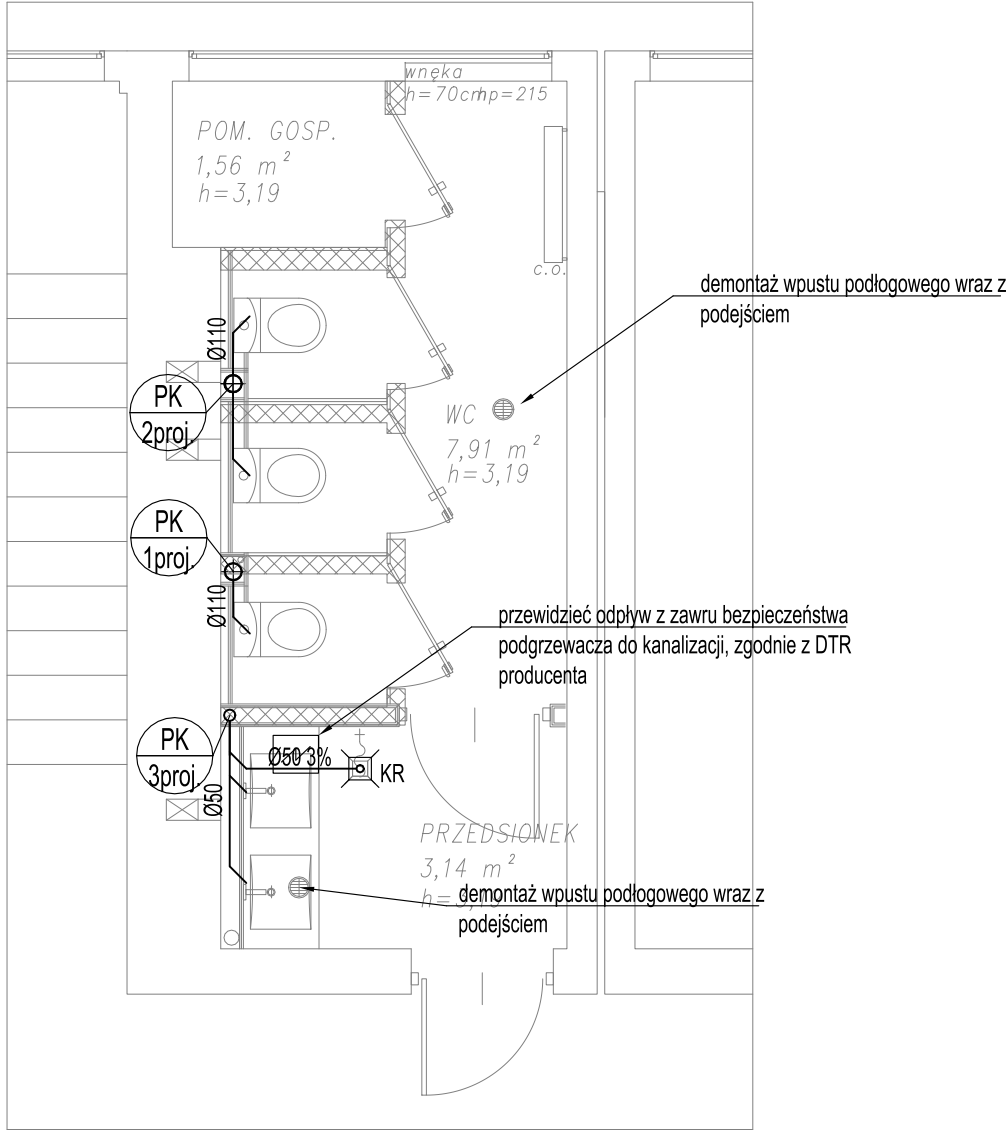 wnęka
h=70cm hp=215
POM. GOSP.
1,56 m²
h=3,19
c.o.
demontaż wpustu podłogowego wraz z
podejściem
Ø110
PK
2proj.
WC
7,91 m²
h=3,19
PK
1proj.
Ø110
przewidzieć odpływ z zawru bezpieczeństwa
podgrzewacza do kanalizacji, zgodnie z DTR
producenta
PK
3proj.
Ø50 3%
KR
Ø50
PRZEDSIONEK
3,14 m²
h=3,19
demontaż wpustu podłogowego wraz z
podejściem